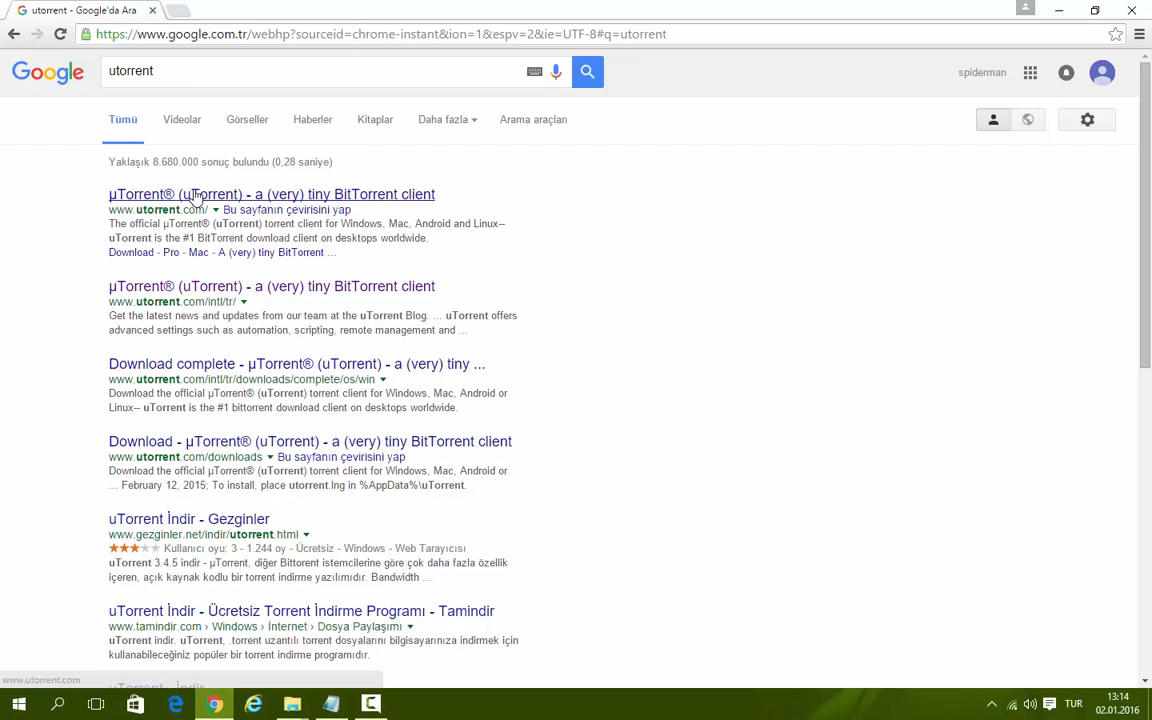 utorrent - Google'da Ara
https://www.google.com.tr/webhp?sourceid=chrome-instant&ion=1&espv=2&ie=UTF-8#q=utorrent
Google
utorrent
spiderman
Tümü Videolar Görseller Haberler Kitaplar Daha fazla Arama araçları
Yaklaşık 8.680.000 sonuç bulundu (0,28 saniye)
µTorrent® (uTorrent) - a (very) tiny BitTorrent client
www.utorrent.com/ Bu sayfanın çevirisini yap
The official µTorrent® (uTorrent) torrent client for Windows, Mac, Android and Linux--
uTorrent is the #1 BitTorrent download client on desktops worldwide.
Download - Pro - Mac - A (very) tiny BitTorrent ...
µTorrent® (uTorrent) - a (very) tiny BitTorrent client
www.utorrent.com/intl/tr/
Get the latest news and updates from our team at the uTorrent Blog. ... uTorrent offers
advanced settings such as automation, scripting, remote management and ...
Download complete - µTorrent® (uTorrent) - a (very) tiny ...
www.utorrent.com/intl/tr/downloads/complete/os/win
Download the official µTorrent® (uTorrent) torrent client for Windows, Mac, Android or
Linux-- uTorrent is the #1 bittorrent download client on desktops worldwide.
Download - µTorrent® (uTorrent) - a (very) tiny BitTorrent client
www.utorrent.com/downloads Bu sayfanın çevirisini yap
Download the official µTorrent® (uTorrent) torrent client for Windows, Mac, Android or
... February 12, 2015; To install, place utorrent.lng in %AppData%\uTorrent.
uTorrent İndir - Gezginler
www.gezginler.net/indir/utorrent.html
Kullanıcı oyu: 3 - 1.244 oy - Ücretsiz - Windows - Web Tarayıcısı
uTorrent 3.4.5 indir - µTorrent, diğer Bittorent istemcilerine göre çok daha fazla özellik
içeren, açık kaynak kodlu bir torrent indirme yazılımıdır. Bandwidth ...
uTorrent İndir - Ücretsiz Torrent İndirme Programı - Tamindir
www.tamindir.com › Windows › İnternet › Dosya Paylaşımı
uTorrent indir. uTorrent, .torrent uzantılı torrent dosyalarını bilgisayarınıza indirmek için
kullanabileceğiniz popüler bir torrent indirme programıdır.
www.utorrent.com
uTorrent - İndir
TUR
13:14
02.01.2016